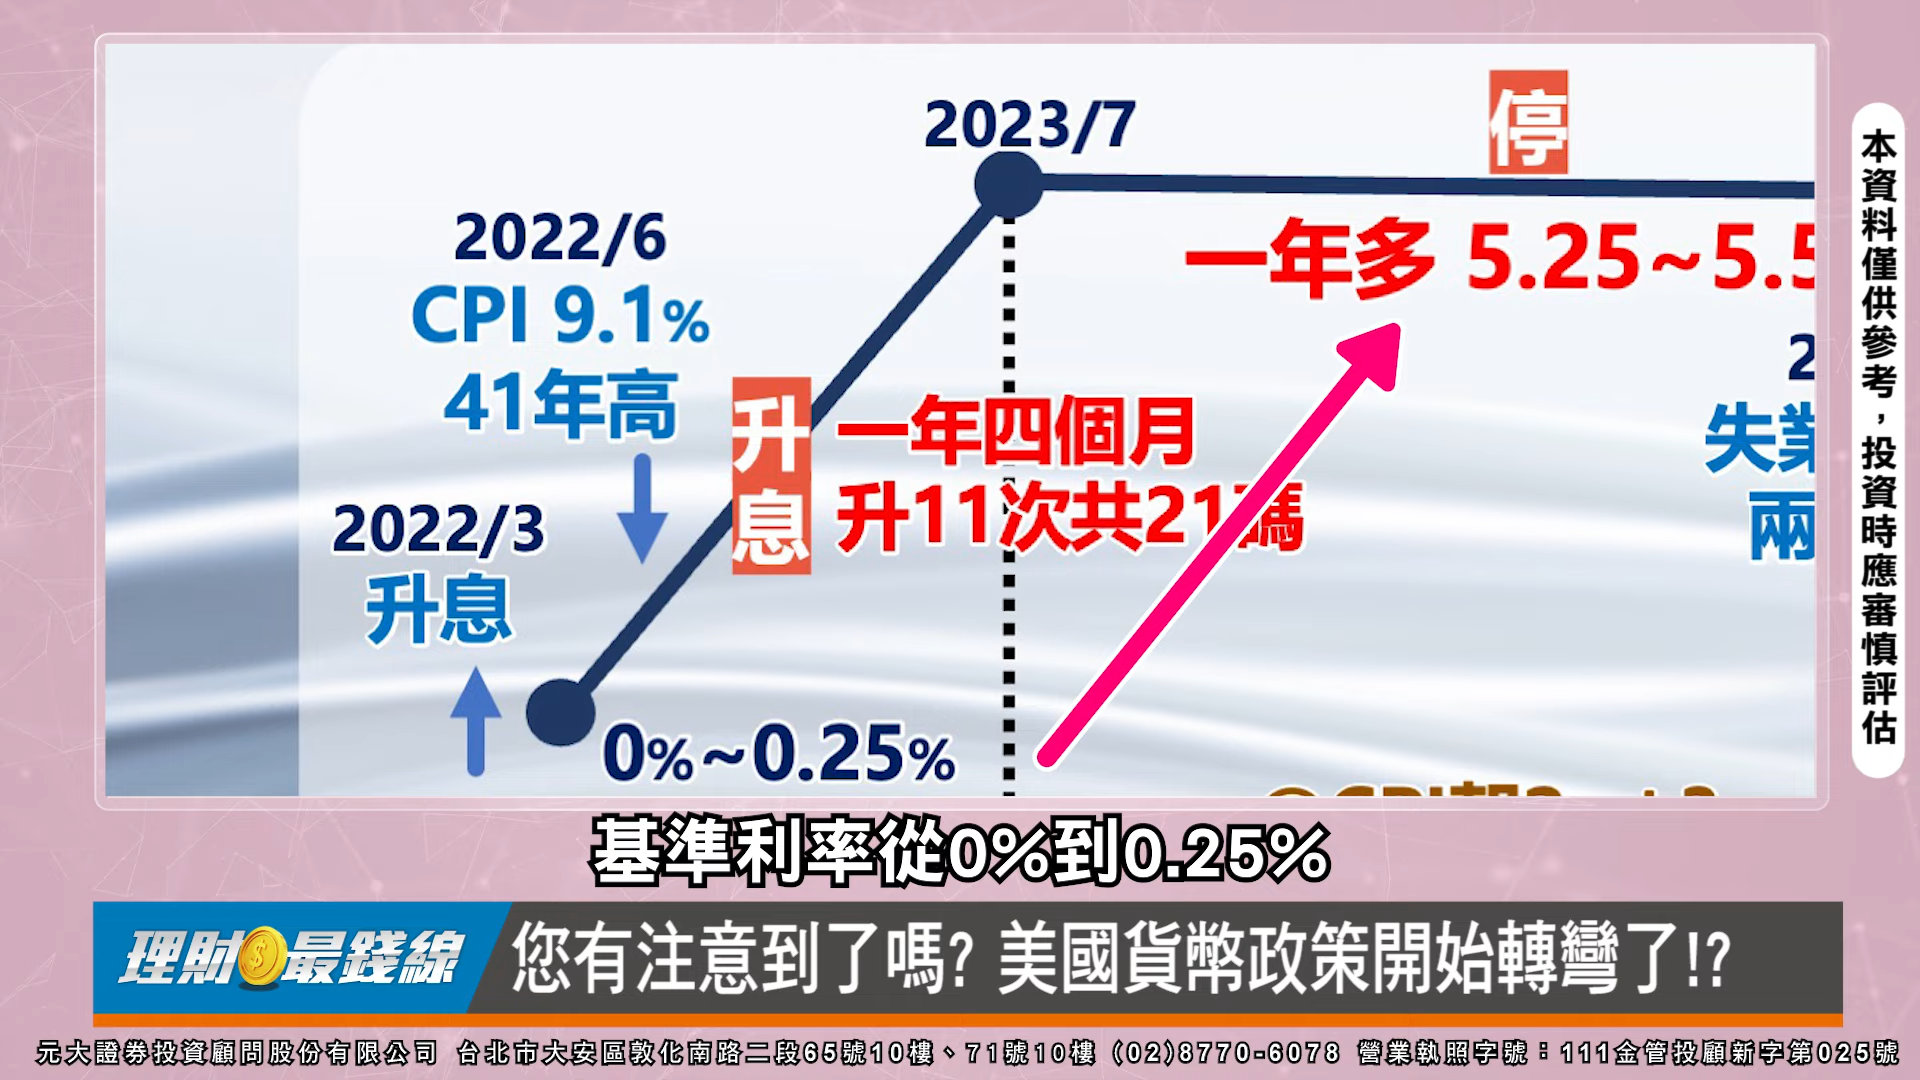 2023/7
停
2022/6
CPI 9.1%
41年高
一年多 5.25~5.5
升息
一年四個月
升11次共21碼
2022/3
升息
失業
兩
0%~0.25%
本資料僅供參考，投資時應審慎評估
基準利率從0%到0.25%
理財最錢線
您有注意到了嗎? 美國貨幣政策開始轉彎了!?
元大證券投資顧問股份有限公司 台北市大安區敦化南路二段65號10樓、71號10樓 (02)8770-6078 營業執照字號：111金管投顧新字第025號